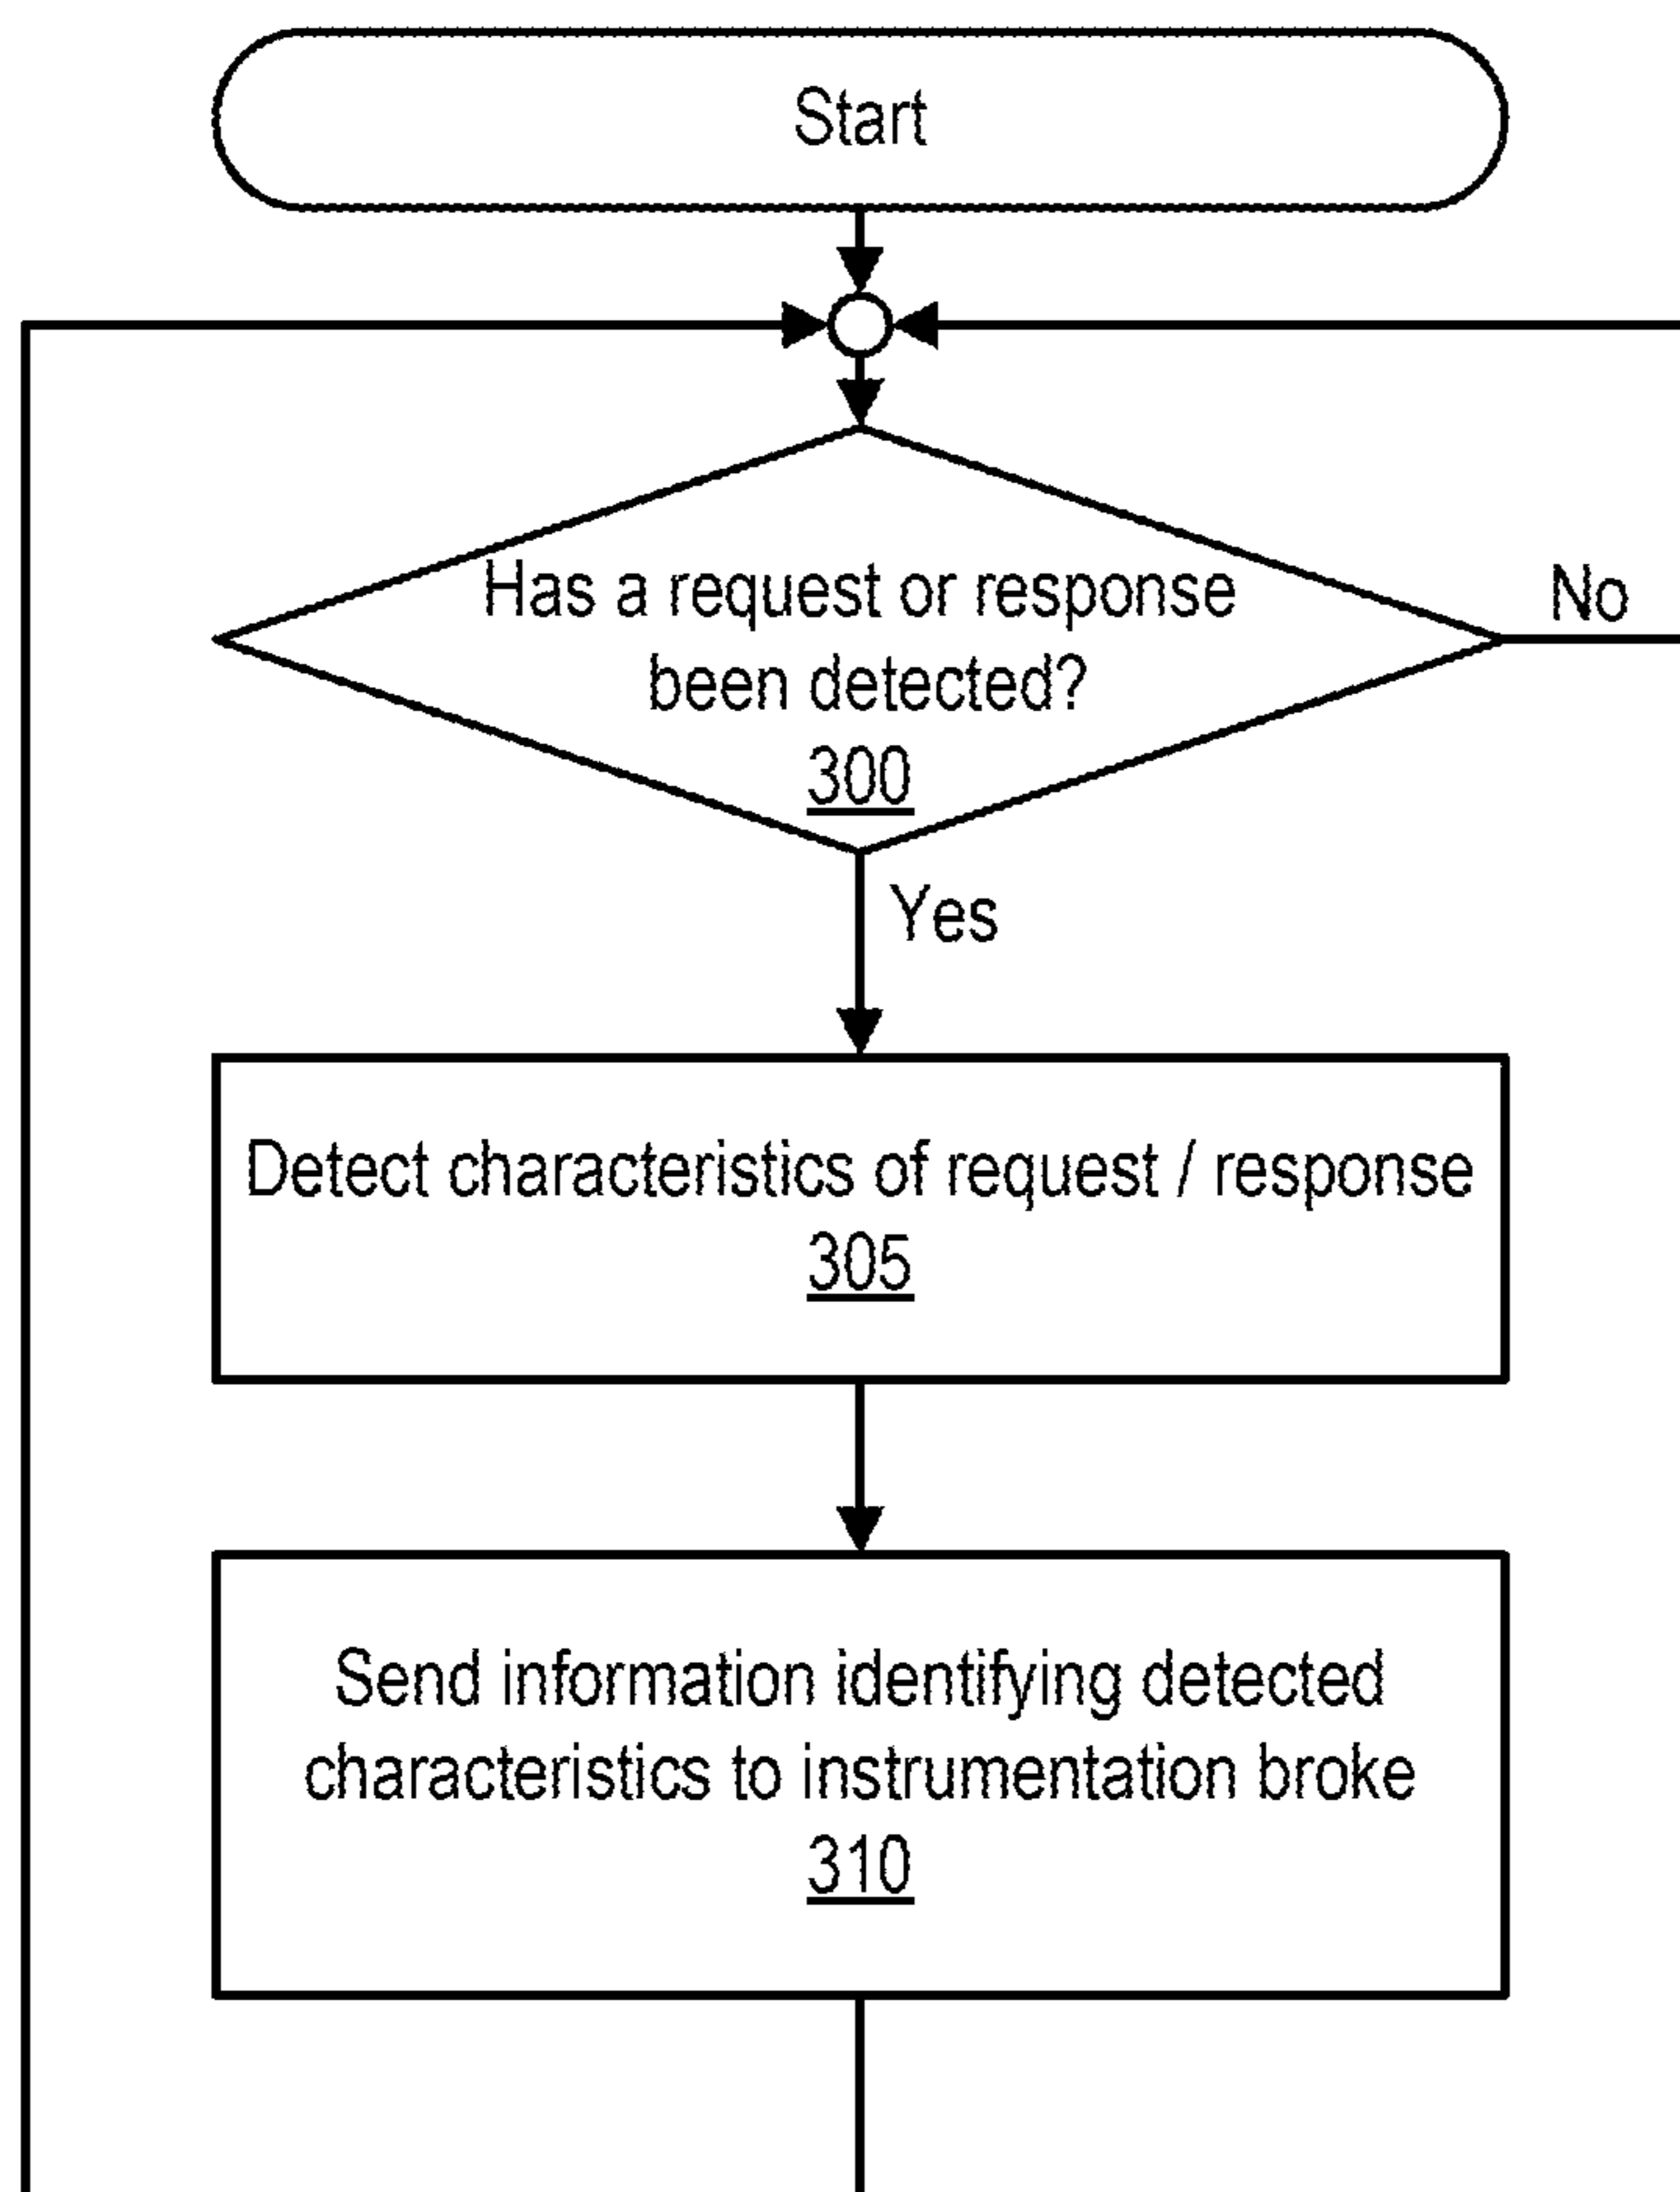 Start
Has a request or response
been detected?
300
No
Yes
Detect characteristics of request / response
305
Send information identifying detected
characteristics to instrumentation broke
310